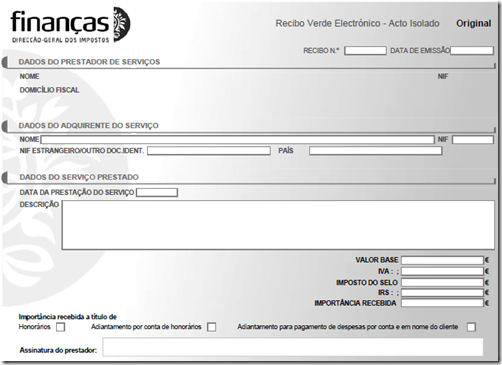 finanças
DIRECÇÃO-GERAL DOS IMPOSTOS
Recibo Verde Electrónico - Acto Isolado Original
RECIBO N.º DATA DE EMISSÃO
DADOS DO PRESTADOR DE SERVIÇOS
NOME NIF
DOMICÍLIO FISCAL
DADOS DO ADQUIRENTE DO SERVIÇO
NOME NIF
NIF ESTRANGEIRO/OUTRO DOC.IDENT. PAÍS
DADOS DO SERVIÇO PRESTADO
DATA DA PRESTAÇÃO DO SERVIÇO
DESCRIÇÃO
VALOR BASE €
IVA : ; €
IMPOSTO DO SELO €
IRS : ; €
IMPORTÂNCIA RECEBIDA €
Importância recebida a título de
Honorários Adiantamento por conta de honorários Adiantamento para pagamento de despesas por conta e em nome do cliente
Assinatura do prestador: